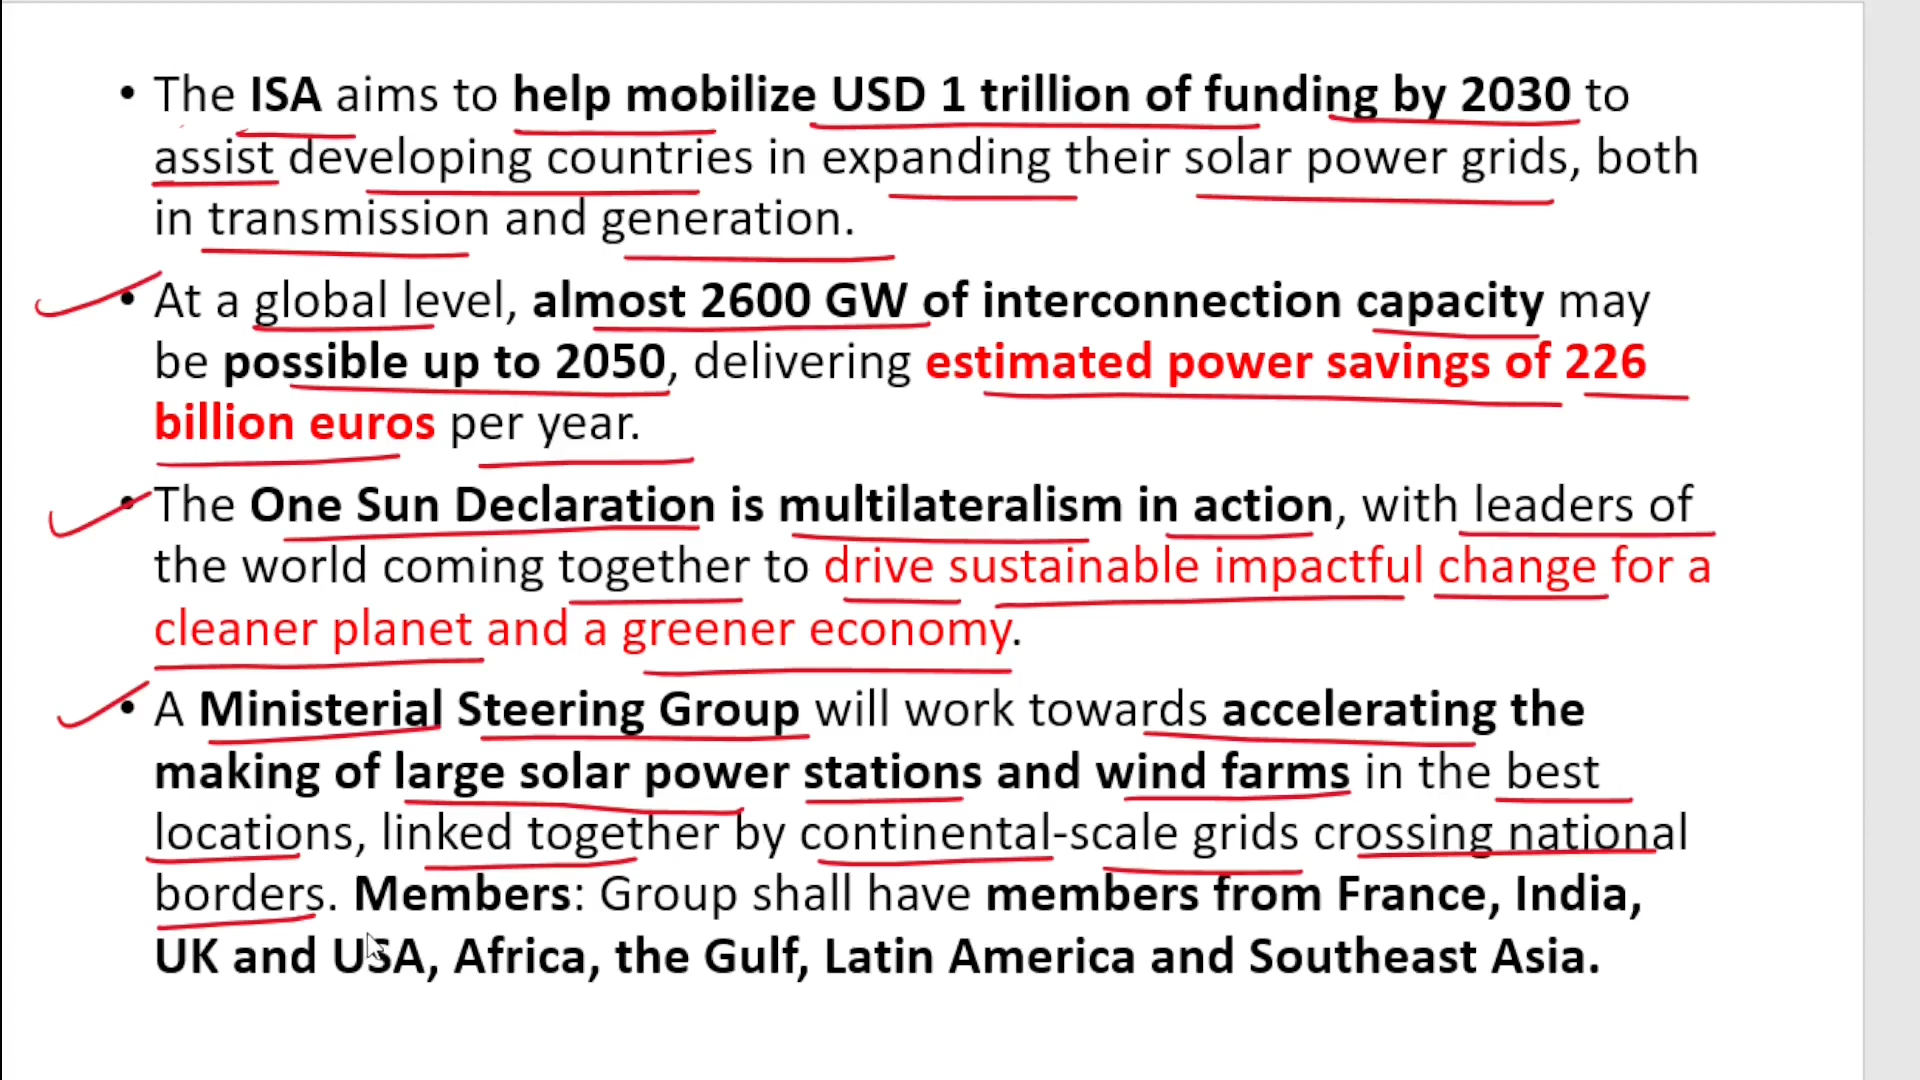 • The ISA aims to help mobilize USD 1 trillion of funding by 2030 to
assist developing countries in expanding their solar power grids, both
in transmission and generation.
• At a global level, almost 2600 GW of interconnection capacity may
be possible up to 2050, delivering estimated power savings of 226
billion euros per year.
• The One Sun Declaration is multilateralism in action, with leaders of
the world coming together to drive sustainable impactful change for a
cleaner planet and a greener economy.
• A Ministerial Steering Group will work towards accelerating the
making of large solar power stations and wind farms in the best
locations, linked together by continental-scale grids crossing national
borders. Members: Group shall have members from France, India,
UK and USA, Africa, the Gulf, Latin America and Southeast Asia.